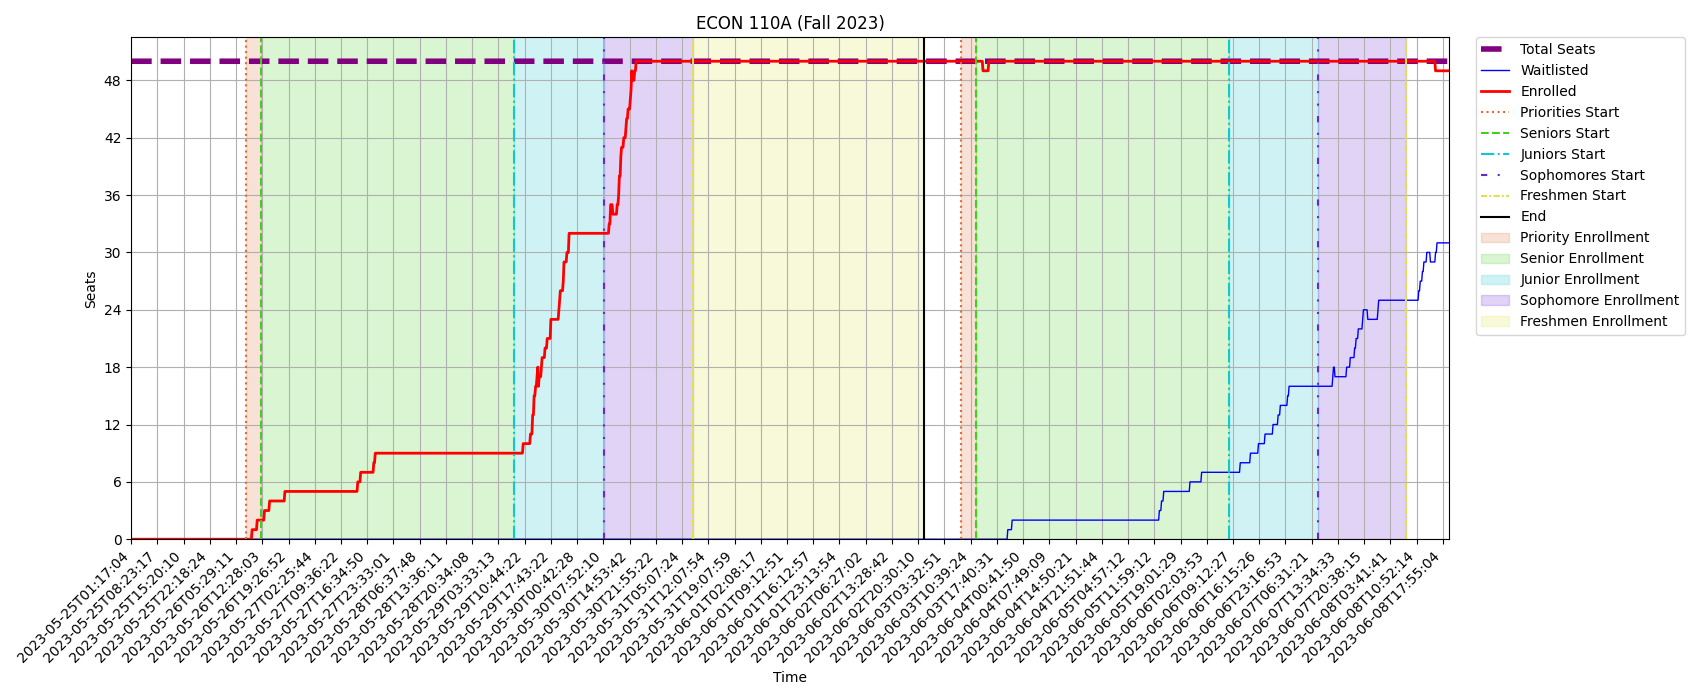 ECON 110A (Fall 2023)
Seats
48
42
36
30
24
18
12
6
0
2023-05-25T01:17:04
2023-05-25T08:23:17
2023-05-25T15:20:10
2023-05-25T22:18:24
2023-05-26T05:29:11
2023-05-26T12:28:03
2023-05-26T19:26:52
2023-05-27T02:25:44
2023-05-27T09:36:22
2023-05-27T16:34:50
2023-05-27T23:33:01
2023-05-28T06:37:48
2023-05-28T13:36:11
2023-05-28T20:34:08
2023-05-29T03:33:13
2023-05-29T10:44:22
2023-05-29T17:43:22
2023-05-30T00:42:28
2023-05-30T07:52:10
2023-05-30T14:53:42
2023-05-30T21:55:22
2023-05-31T05:07:24
2023-05-31T12:07:54
2023-05-31T19:07:59
2023-06-01T02:08:17
2023-06-01T09:12:51
2023-06-01T16:12:57
2023-06-01T23:13:54
2023-06-02T06:27:02
2023-06-02T13:28:42
2023-06-02T20:30:10
2023-06-03T03:32:51
2023-06-03T10:39:24
2023-06-03T17:40:31
2023-06-04T00:41:50
2023-06-04T07:49:09
2023-06-04T14:50:21
2023-06-04T21:51:44
2023-06-05T04:57:12
2023-06-05T11:59:12
2023-06-05T19:01:29
2023-06-06T02:03:53
2023-06-06T09:12:27
2023-06-06T16:15:26
2023-06-06T23:16:53
2023-06-07T06:31:21
2023-06-07T13:34:33
2023-06-07T20:38:15
2023-06-08T03:41:41
2023-06-08T10:52:14
2023-06-08T17:55:04
Time
Total Seats
Waitlisted
Enrolled
Priorities Start
Seniors Start
Juniors Start
Sophomores Start
Freshmen Start
End
Priority Enrollment
Senior Enrollment
Junior Enrollment
Sophomore Enrollment
Freshmen Enrollment